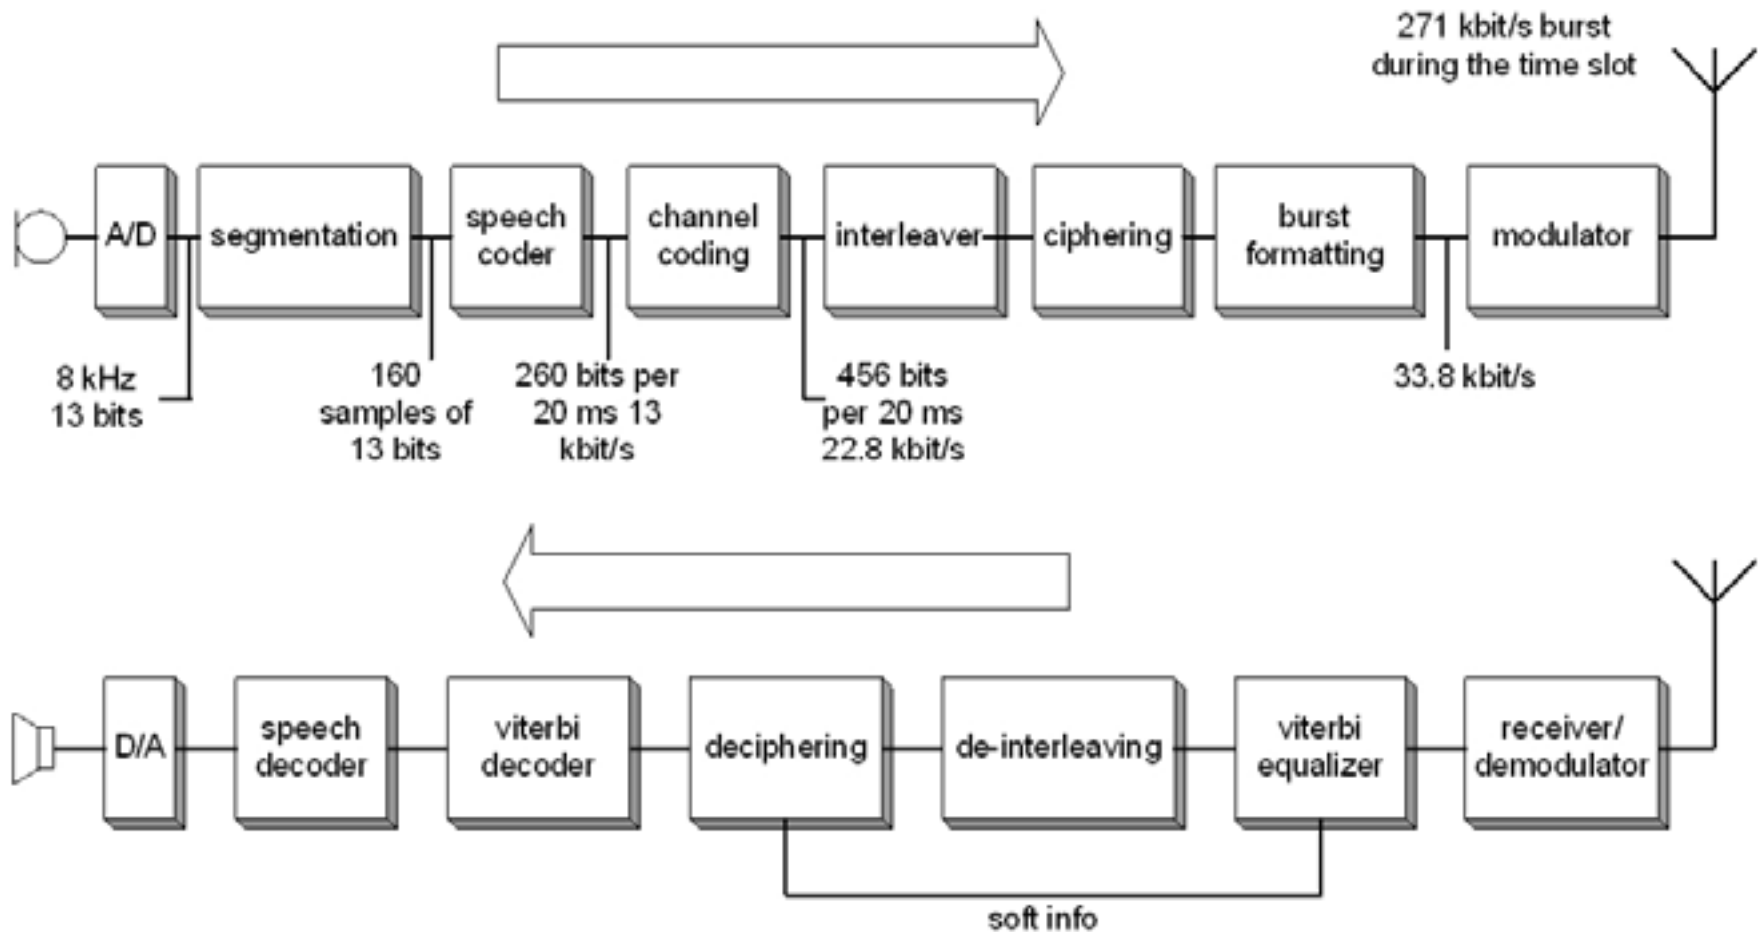 271 kbit/s burst
during the time slot
A/D
segmentation
speech
coder
channel
coding
interleaver
ciphering
burst
formatting
modulator
8 kHz
13 bits
160
samples of
13 bits
260 bits per
20 ms 13
kbit/s
456 bits
per 20 ms
22.8 kbit/s
33.8 kbit/s
D/A
speech
decoder
viterbi
decoder
deciphering
de-interleaving
viterbi
equalizer
receiver/
demodulator
soft info